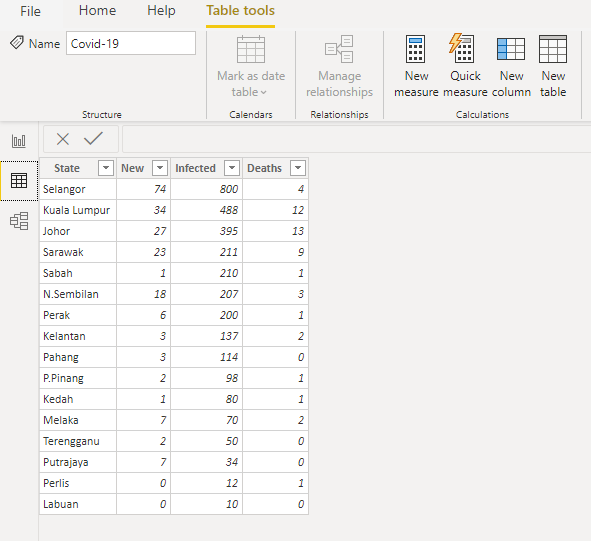 File Home Help Table tools
Name Covid-19
Mark as date table
Manage relationships
New measure
Quick measure
New column
New table
Structure Calendars Relationships Calculations
State New Infected Deaths
Selangor 74 800 4
Kuala Lumpur 34 488 12
Johor 27 395 13
Sarawak 23 211 9
Sabah 1 210 1
N.Sembilan 18 207 3
Perak 6 200 1
Kelantan 3 137 2
Pahang 3 114 0
P.Pinang 2 98 1
Kedah 1 80 1
Melaka 7 70 2
Terengganu 2 50 0
Putrajaya 7 34 0
Perlis 0 12 1
Labuan 0 10 0